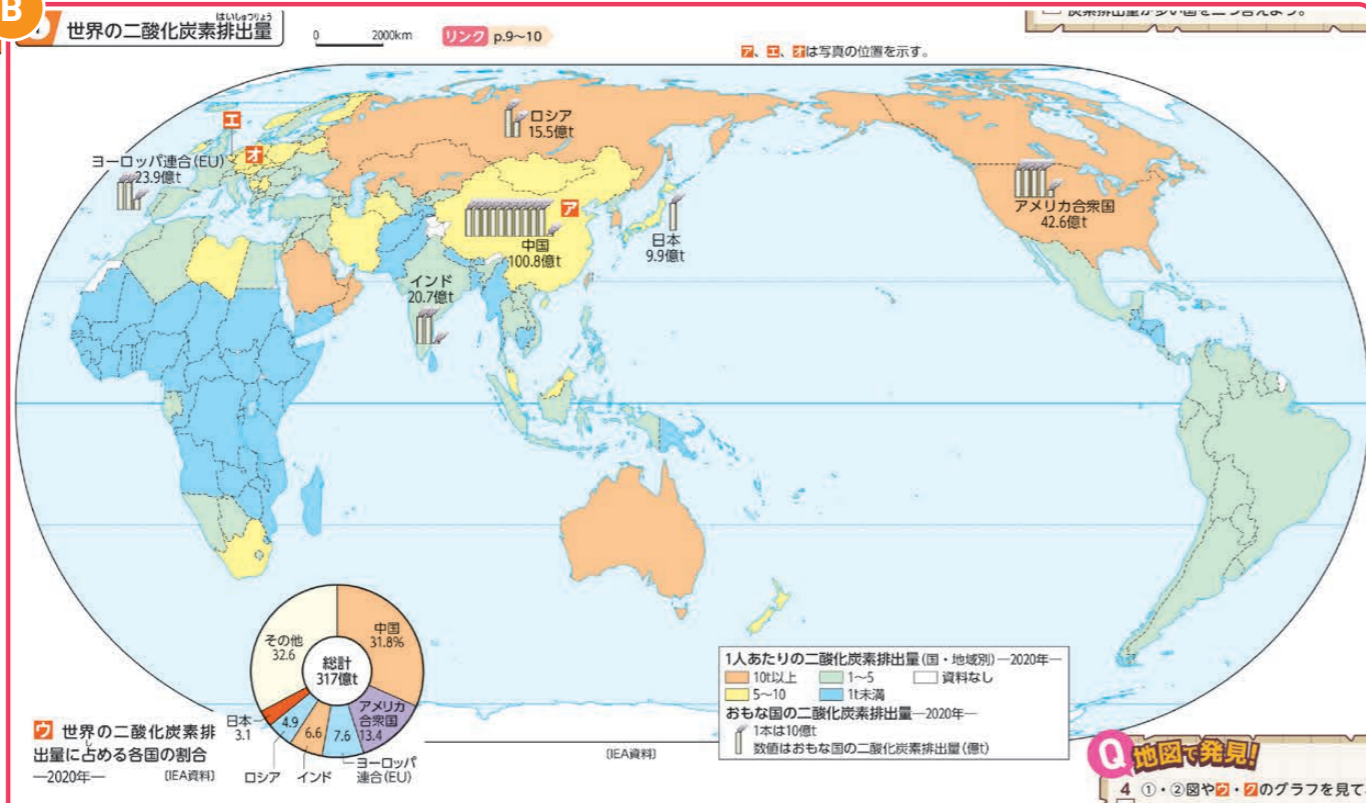 B
世界の二酸化炭素排出量
はいしゅつりょう
0 2000km
リンク p.9〜10
ア、エ、オは写真の位置を示す。
エ
オ
ヨーロッパ連合(EU)
23.9億t
ロシア
15.5億t
ア
中国
100.8億t
日本
9.9億t
インド
20.7億t
アメリカ合衆国
42.6億t
中国
31.8%
アメリカ
合衆国
13.4
7.6
ヨーロッパ
連合(EU)
6.6
インド
4.9
ロシア
日本
3.1
その他
32.6
総計
317億t
ウ 世界の二酸化炭素排
出量に占める各国の割合
し
―2020年― [IEA資料]
[IEA資料]
1人あたりの二酸化炭素排出量(国・地域別)―2020年―
10t以上 1〜5 資料なし
5〜10 1t未満
おもな国の二酸化炭素排出量―2020年―
1本は10億t
数値はおもな国の二酸化炭素排出量(億t)
Q 地図で発見!
4 ①・②図やウ・クのグラフを見て